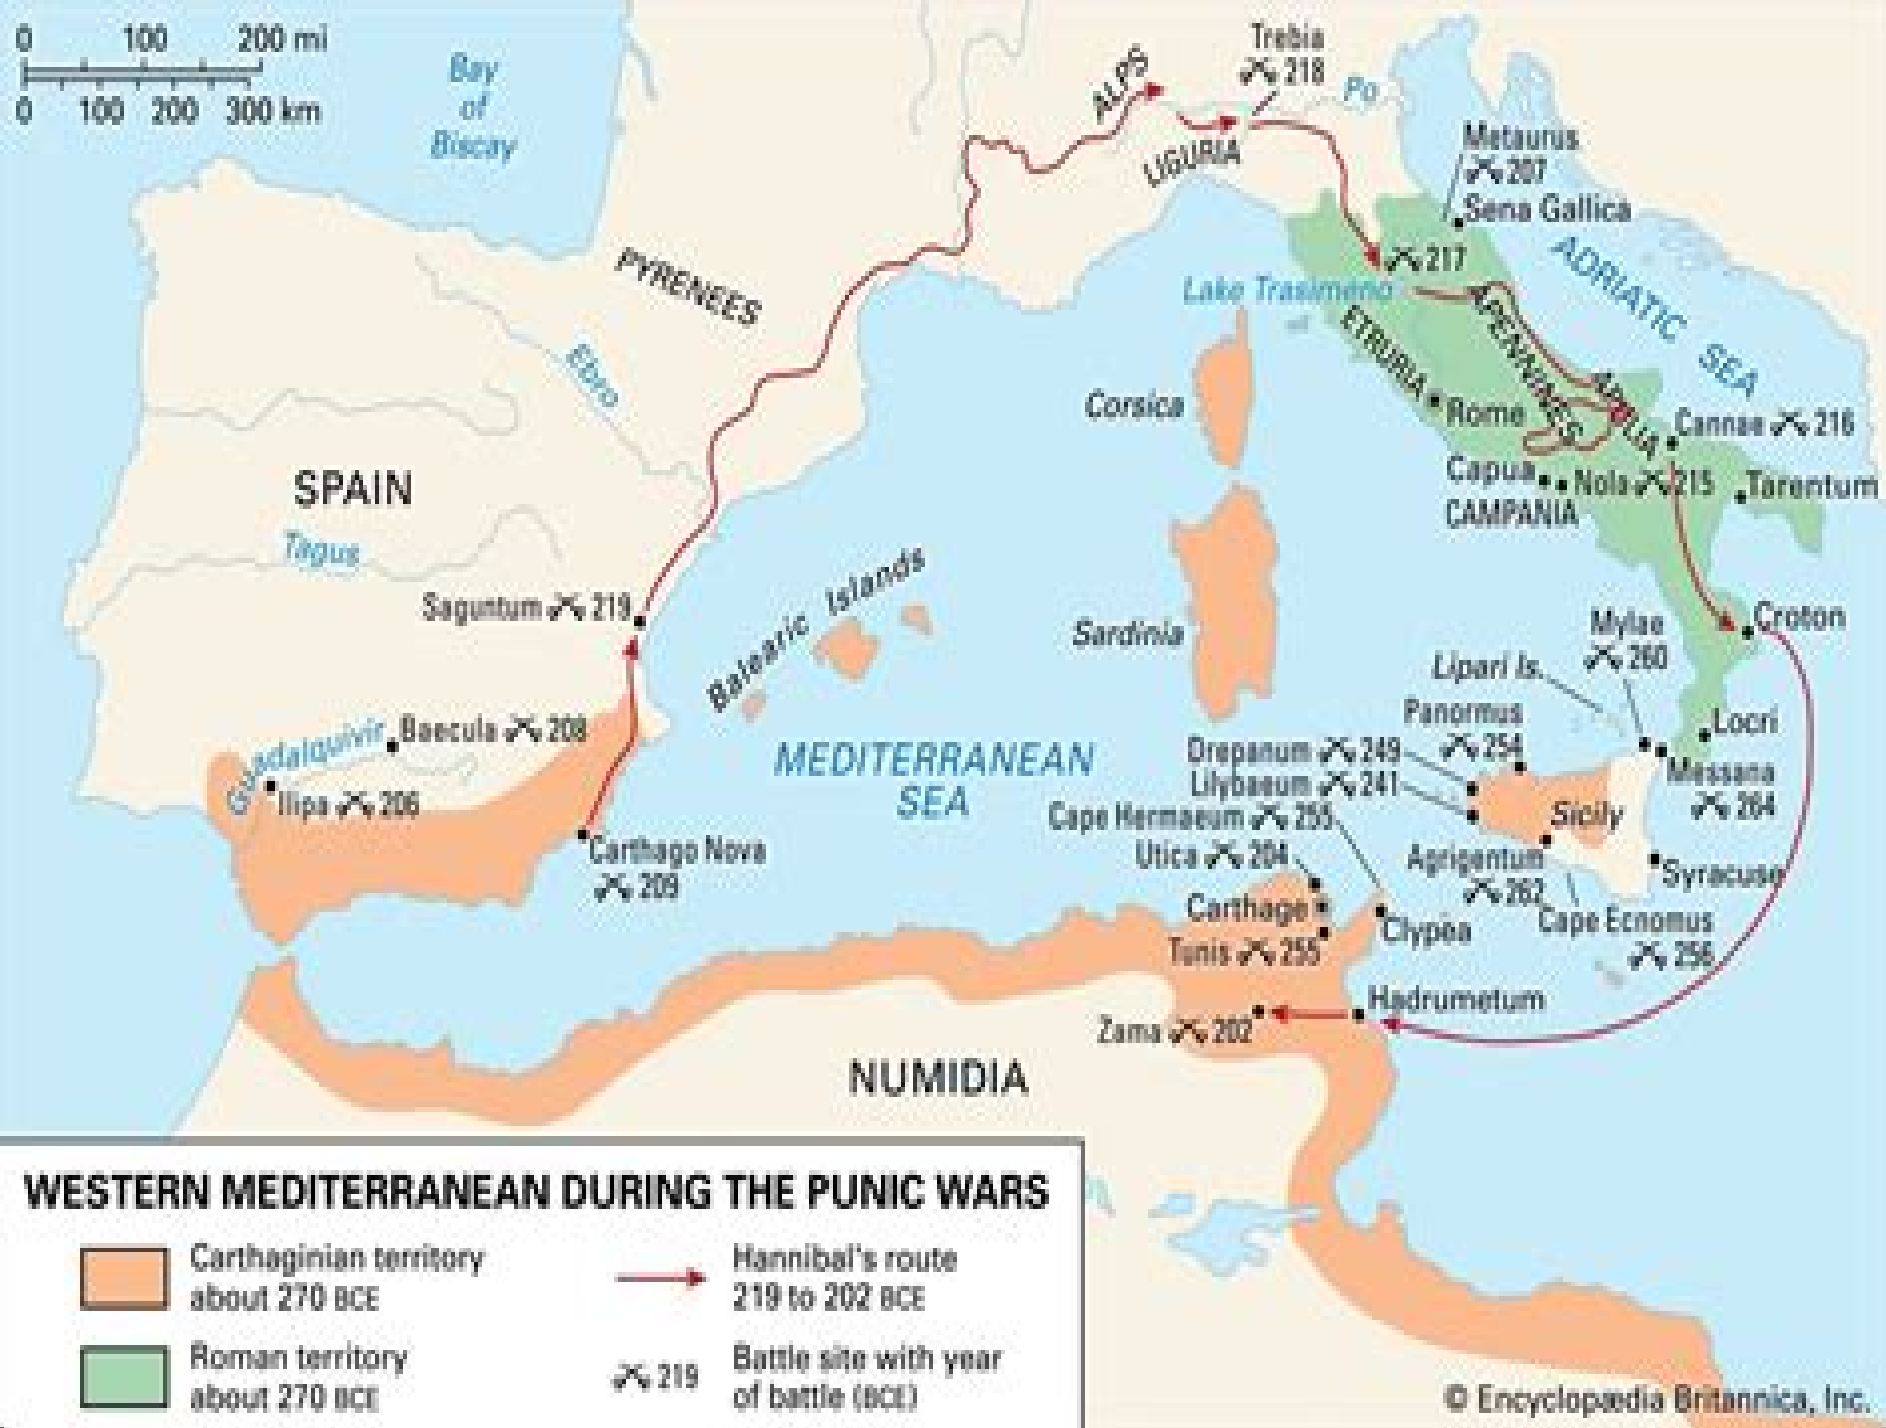 0 100 200 mi
0 100 200 300 km
Bay
of
Biscay
Trebia
218
ALPS
Po
LIGURIA
Metaurus
207
Sena Gallica
PYRENEES
217
Lake Trasimeno
ADRIATIC SEA
Ebro
ETRURIA
APENNINES
APULIA
Corsica
Rome
Cannae 216
SPAIN
Capua
Nola 215
Tarentum
CAMPANIA
Tagus
Saguntum 219
Balearic Islands
Sardinia
Mylae
260
Croton
Lipari Is.
Panormus
254
Locri
Guadalquivir
Baecula 208
Drepanum 249
MEDITERRANEAN
SEA
Lilybaeum 241
Messana
264
Ilipa 206
Cape Hermaeum 255
Sicily
Carthago Nova
209
Utica 204
Agrigentum
262
Syracuse
Carthage
Clypea
Cape Ecnomus
256
Tunis 255
Hadrumetum
Zama 202
NUMIDIA
WESTERN MEDITERRANEAN DURING THE PUNIC WARS
Carthaginian territory
about 270 BCE
Hannibal's route
219 to 202 BCE
Roman territory
about 270 BCE
219
Battle site with year
of battle (BCE)
© Encyclopædia Britannica, Inc.